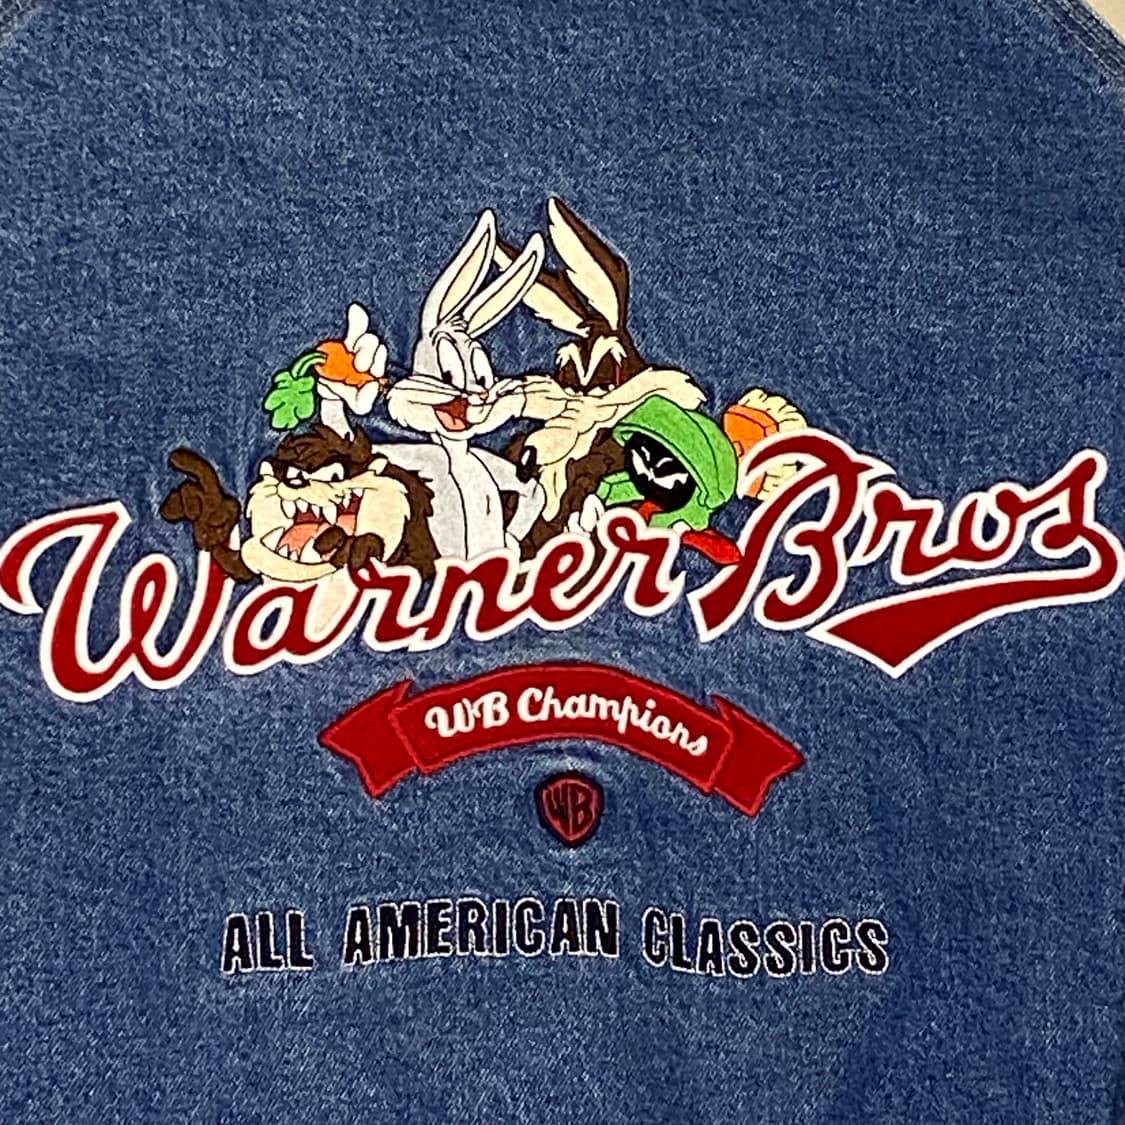 Warner Bros
WB Champions
WB
ALL AMERICAN CLASSICS